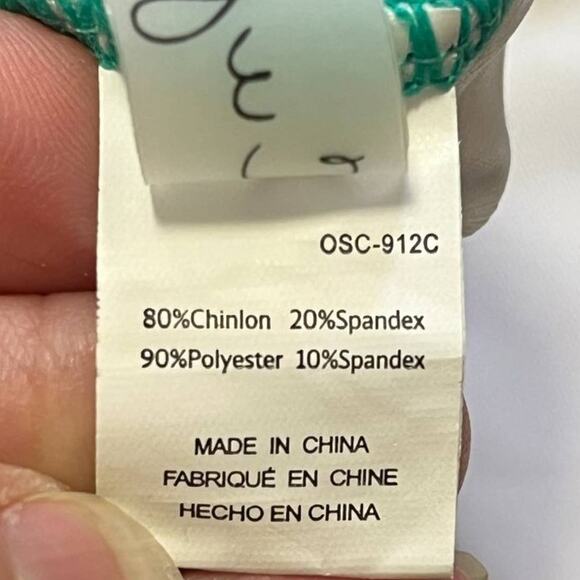 OSC-912C
80%Chinlon 20%Spandex
90%Polyester 10%Spandex
MADE IN CHINA
FABRIQUÉ EN CHINE
HECHO EN CHINA